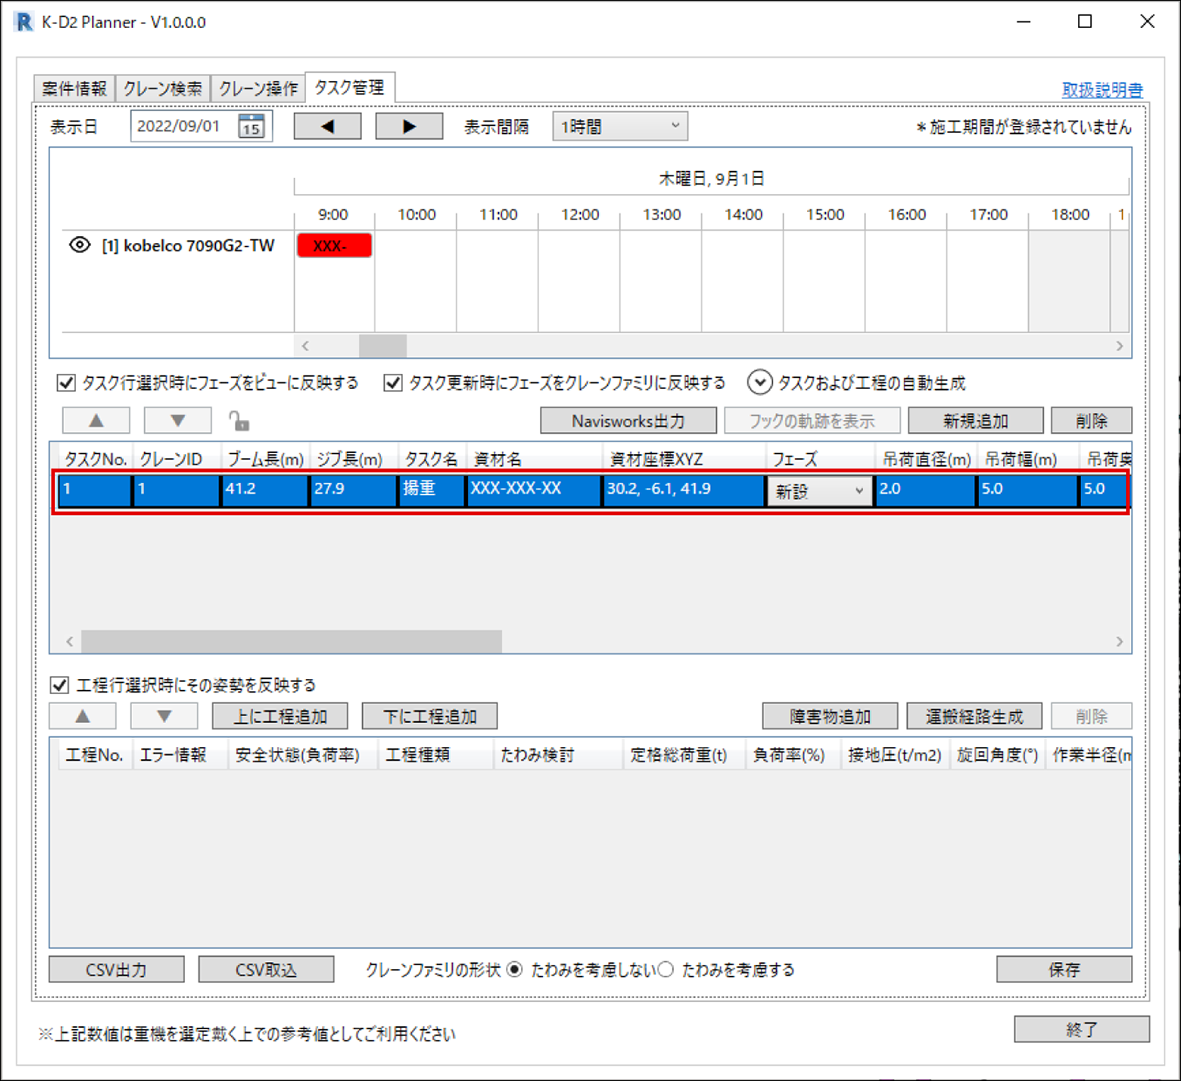 K-D2 Planner - V1.0.0.0
案件情報 クレーン検索 クレーン操作 タスク管理
取扱説明書
表示日 2022/09/01 15 ◀ ▶ 表示間隔 1時間 ＊施工期間が登録されていません
木曜日, 9月1日
9:00 10:00 11:00 12:00 13:00 14:00 15:00 16:00 17:00 18:00 1
[1] kobelco 7090G2-TW XXX-
タスク行選択時にフェーズをビューに反映する タスク更新時にフェーズをクレーンファミリに反映する タスクおよび工程の自動生成
▲ ▼ Navisworks出力 フックの軌跡を表示 新規追加 削除
タスクNo. クレーンID ブーム長(m) ジブ長(m) タスク名 資材名 資材座標XYZ フェーズ 吊荷直径(m) 吊荷幅(m) 吊荷奥
1 1 41.2 27.9 揚重 XXX-XXX-XX 30.2, -6.1, 41.9 新設 2.0 5.0 5.0
工程行選択時にその姿勢を反映する
▲ ▼ 上に工程追加 下に工程追加 障害物追加 運搬経路生成 削除
工程No. エラー情報 安全状態(負荷率) 工程種類 たわみ検討 定格総荷重(t) 負荷率(%) 接地圧(t/m2) 旋回角度(°) 作業半径(m
CSV出力 CSV取込 クレーンファミリの形状 たわみを考慮しない たわみを考慮する 保存
※上記数値は重機を選定戴く上での参考値としてご利用ください
終了